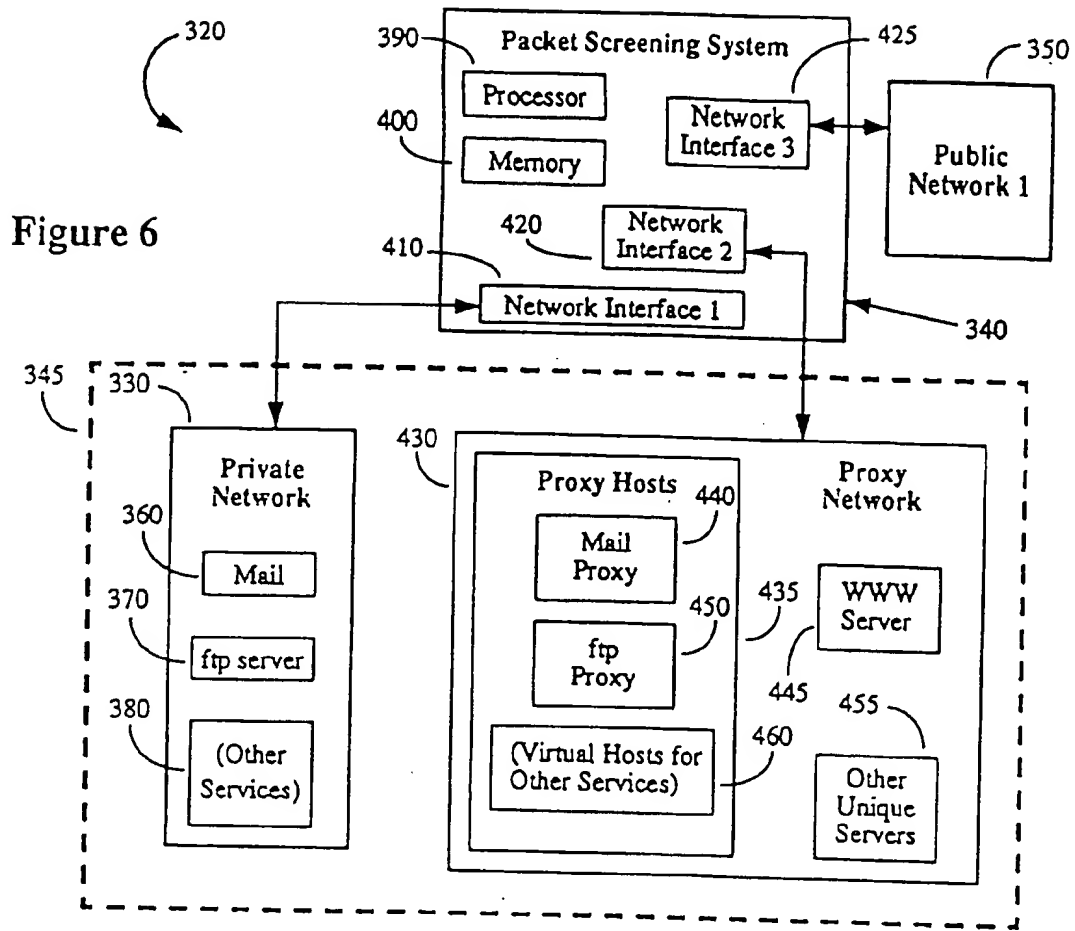 320
390
Packet Screening System
425
350
Processor
400
Network
Interface 3
Memory
Public
Network 1
Figure 6
420
Network
Interface 2
410
Network Interface 1
340
345
330
430
Private
Network
Proxy Hosts
440
Proxy
Network
360
Mail
Mail
Proxy
450
435
WWW
Server
370
ftp server
ftp
Proxy
445
455
380
(Other
Services)
(Virtual Hosts for
Other Services)
460
Other
Unique
Servers